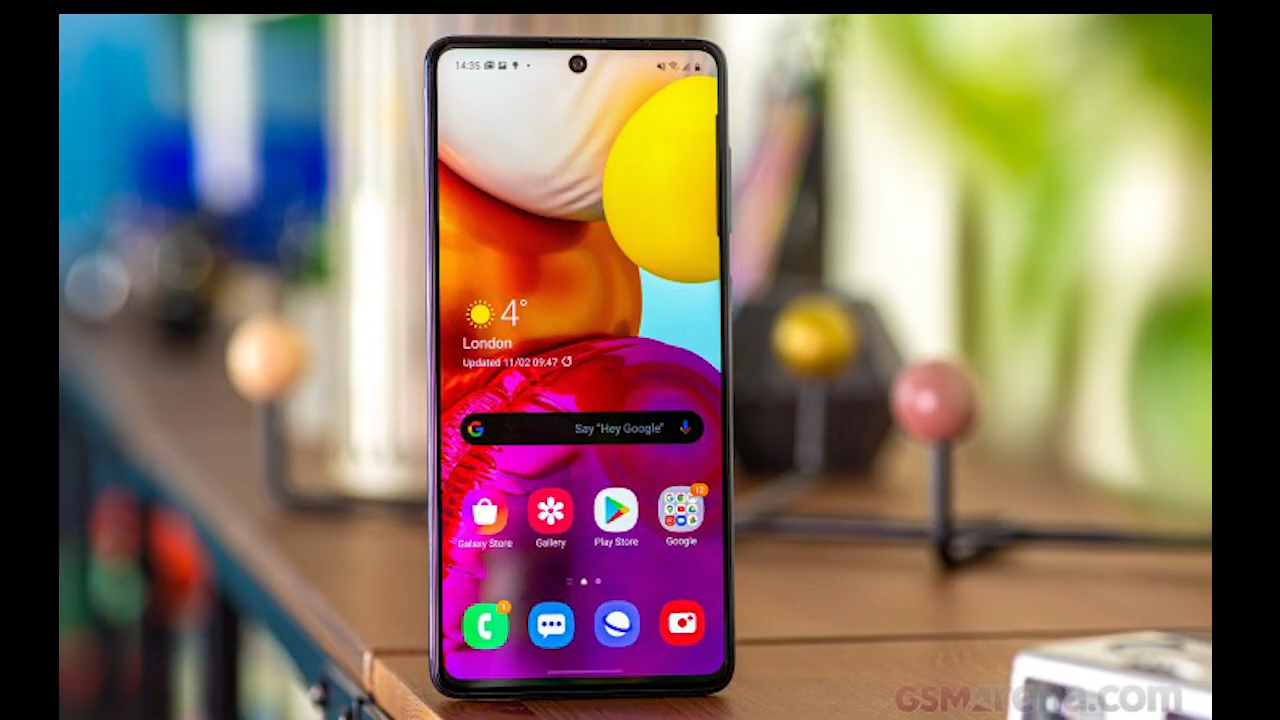 14:35
4°
London
Updated 11/02 09:47
Say "Hey Google"
12
Galaxy Store
Gallery
Play Store
Google
1
GSMarena.com